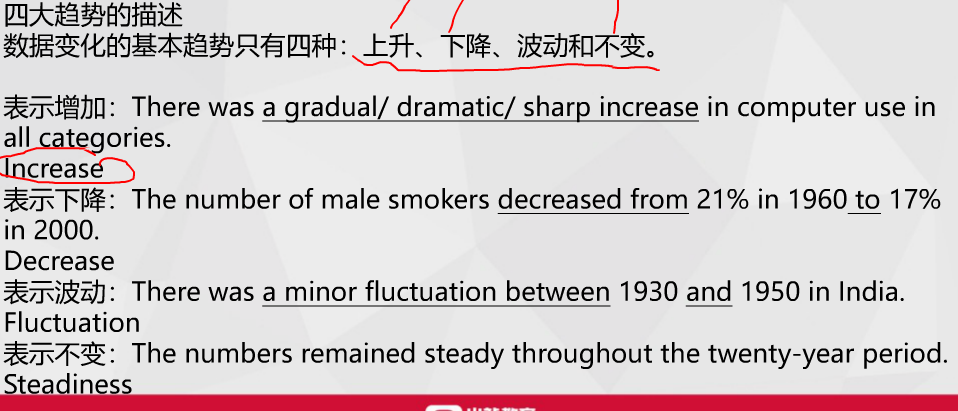 四大趋势的描述
数据变化的基本趋势只有四种：上升、下降、波动和不变。
表示增加：There was a gradual/ dramatic/ sharp increase in computer use in
all categories.
Increase
表示下降：The number of male smokers decreased from 21% in 1960 to 17%
in 2000.
Decrease
表示波动：There was a minor fluctuation between 1930 and 1950 in India.
Fluctuation
表示不变：The numbers remained steady throughout the twenty-year period.
Steadiness